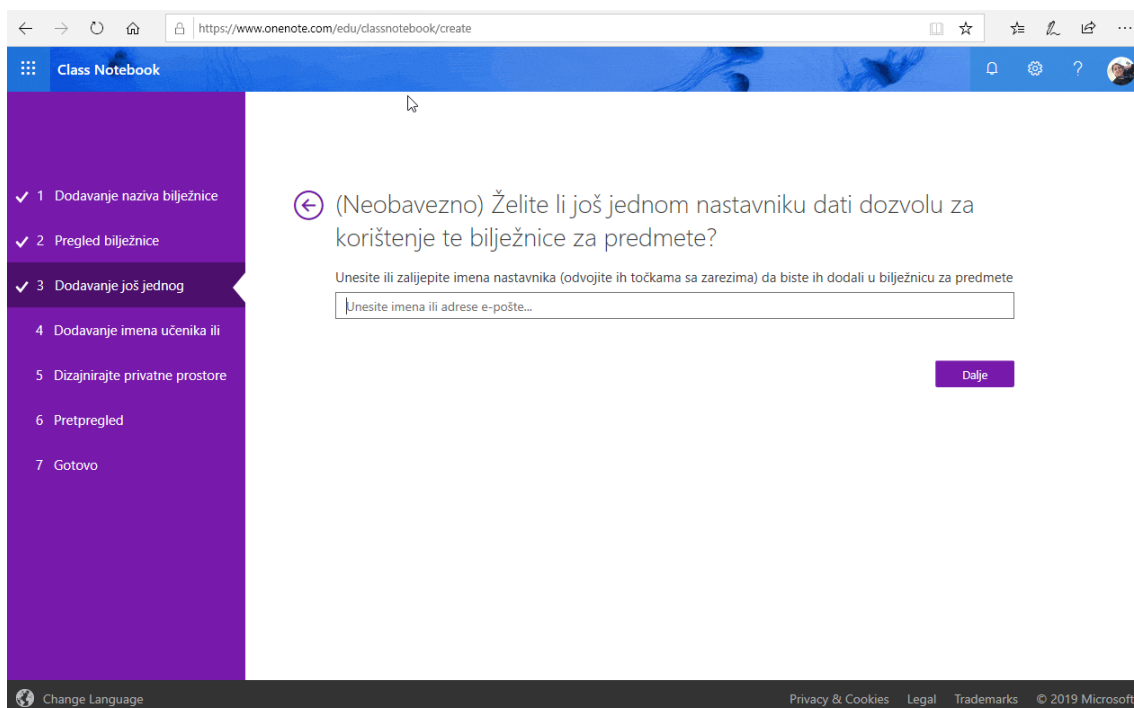 https://www.onenote.com/edu/classnotebook/create
Class Notebook
?
1 Dodavanje naziva bilježnice
2 Pregled bilježnice
3 Dodavanje još jednog
4 Dodavanje imena učenika ili
5 Dizajnirajte privatne prostore
6 Pretpregled
7 Gotovo
(Neobavezno) Želite li još jednom nastavniku dati dozvolu za
korištenje te bilježnice za predmete?
Unesite ili zalijepite imena nastavnika (odvojite ih točkama sa zarezima) da biste ih dodali u bilježnicu za predmete
Unesite imena ili adrese e-pošte...
Dalje
Change Language
Privacy & Cookies Legal Trademarks © 2019 Microsoft